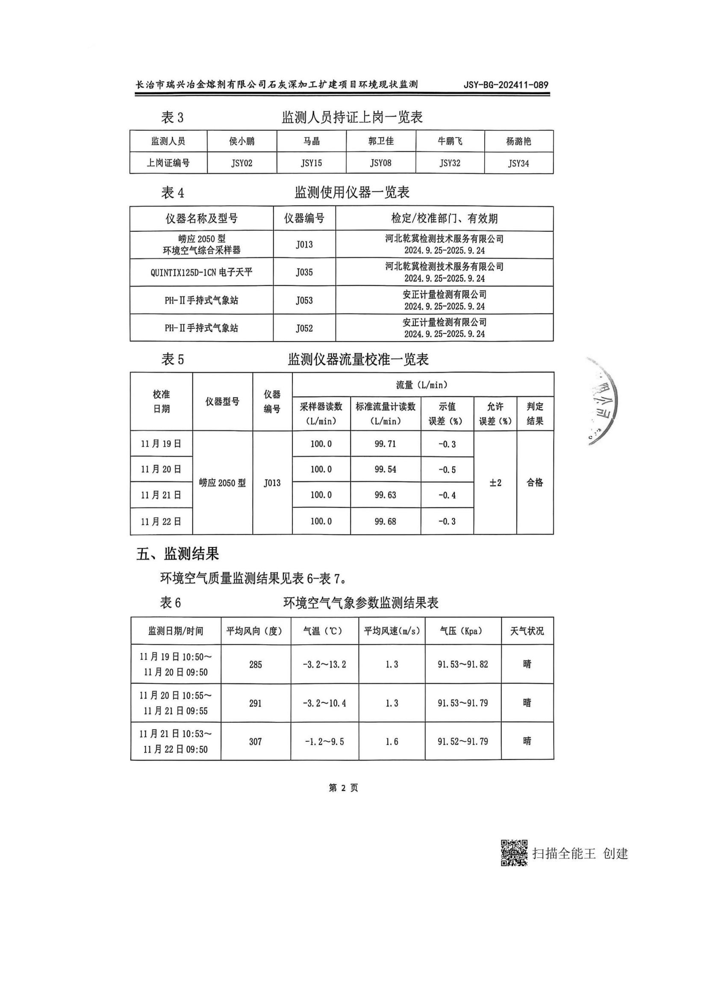 长治市瑞兴冶金熔剂有限公司石灰深加工扩建项目环境现状监测 JSY-BG-202411-089
表 3 监测人员持证上岗一览表
监测人员 侯小鹏 马晶 郭卫佳 牛鹏飞 杨潞艳
上岗证编号 JSY02 JSY15 JSY08 JSY32 JSY34
表 4 监测使用仪器一览表
仪器名称及型号 仪器编号 检定/校准部门、有效期
崂应 2050 型
环境空气综合采样器 J013 河北乾冀检测技术服务有限公司
2024.9.25-2025.9.24
QUINTIX125D-1CN 电子天平 J035 河北乾冀检测技术服务有限公司
2024.9.25-2025.9.24
PH-Ⅱ手持式气象站 J053 安正计量检测有限公司
2024.9.25-2025.9.24
PH-Ⅱ手持式气象站 J052 安正计量检测有限公司
2024.9.25-2025.9.24
表 5 监测仪器流量校准一览表
校准
日期 仪器型号 仪器
编号 流量（L/min）
采样器读数
（L/min） 标准流量计读数
（L/min） 示值
误差（%） 允许
误差（%） 判定
结果
11 月 19 日 100.0 99.71 -0.3
11 月 20 日 100.0 99.54 -0.5
崂应 2050 型 J013 ±2 合格
11 月 21 日 100.0 99.63 -0.4
11 月 22 日 100.0 99.68 -0.3
五、监测结果
环境空气质量监测结果见表 6-表 7。
表 6 环境空气气象参数监测结果表
监测日期/时间 平均风向（度） 气温（℃） 平均风速(m/s) 气压（Kpa） 天气状况
11 月 19 日 10:50～
11 月 20 日 09:50 285 -3.2～13.2 1.3 91.53～91.82 晴
11 月 20 日 10:55～
11 月 21 日 09:55 291 -3.2～10.4 1.3 91.53～91.79 晴
11 月 21 日 10:53～
11 月 22 日 09:50 307 -1.2～9.5 1.6 91.52～91.79 晴
限公司
第 2 页
扫描全能王 创建